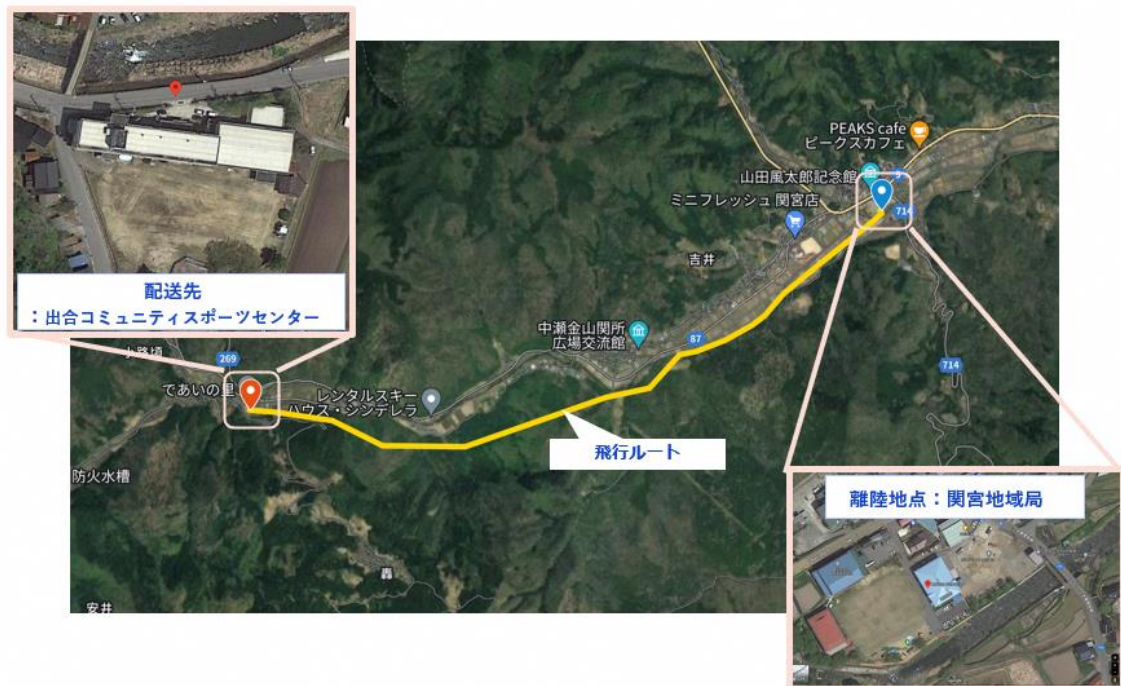 配送先
：出合コミュニティスポーツセンター
PEAKS cafe
ピークスカフェ
山田風太郎記念館
9
ミニフレッシュ 関宮店
714
吉井
中瀬金山関所
広場交流館
87
714
269
であいの里
レンタルスキー
ハウス・シンデレラ
飛行ルート
防火水槽
離陸地点：関宮地域局
轟
安井